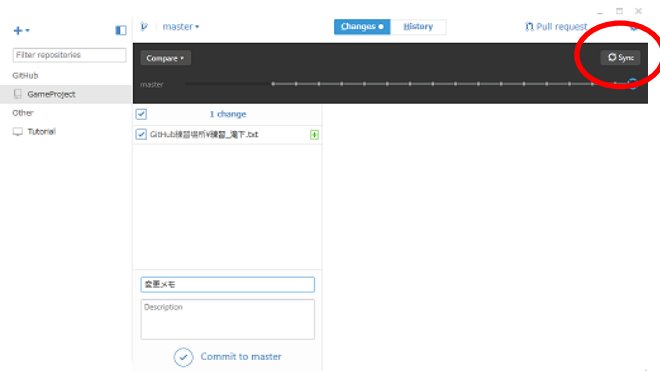 master
Changes
History
Pull request
Filter repositories
GitHub
GameProject
Other
Tutorial
Compare
Sync
master
1 change
GitHub練習場所¥練習_滝下.txt
変更メモ
Description
Commit to master